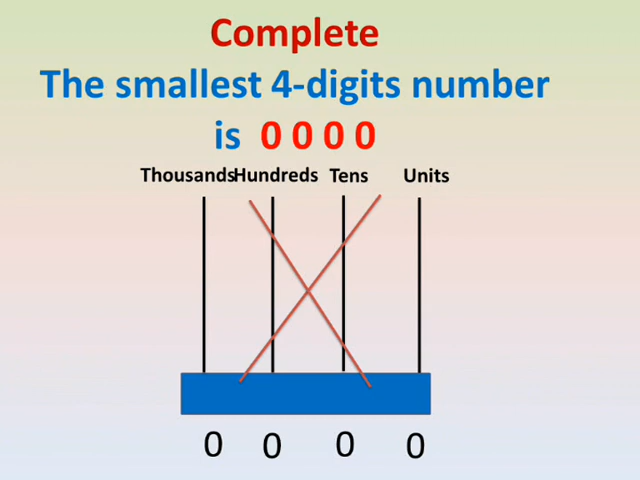 Complete
The smallest 4-digits number
is 0 0 0 0
Thousands Hundreds Tens Units
0 0 0 0